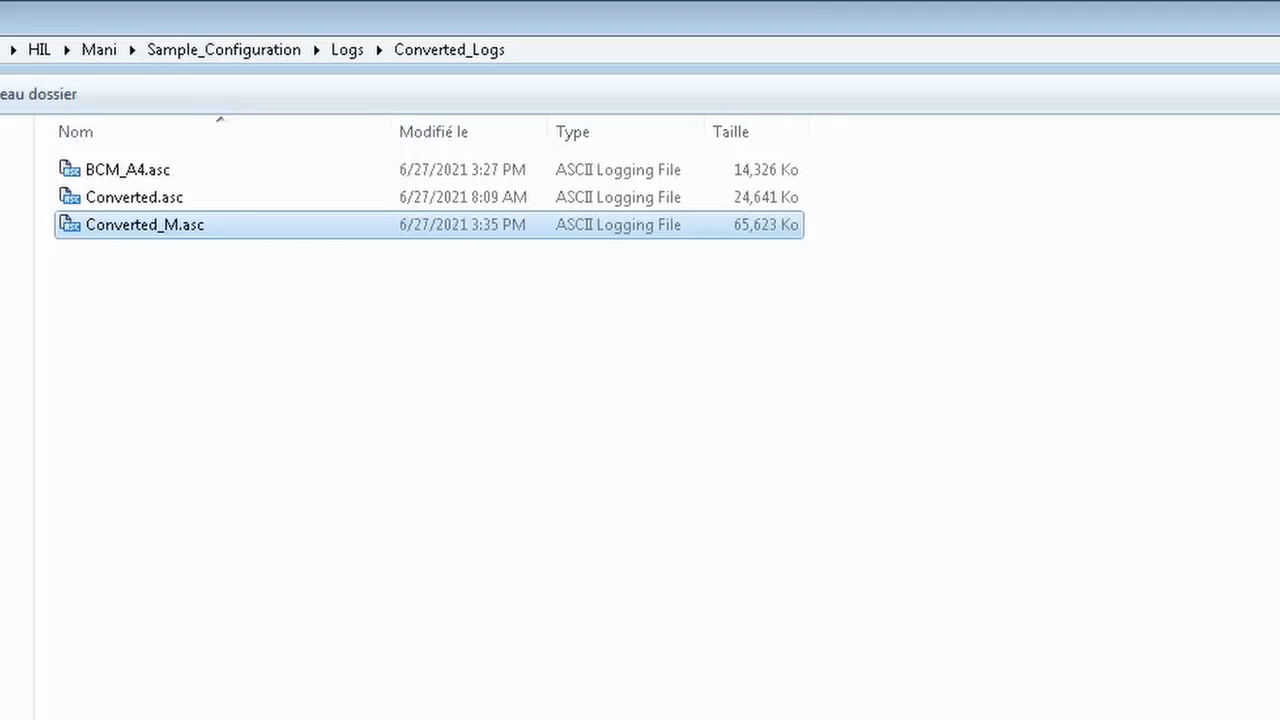 HIL Mani Sample_Configuration Logs Converted_Logs
eau dossier
Nom Modifié le Type Taille
BCM_A4.asc 6/27/2021 3:27 PM ASCII Logging File 14,326 Ko
Converted.asc 6/27/2021 8:09 AM ASCII Logging File 24,641 Ko
Converted_M.asc 6/27/2021 3:35 PM ASCII Logging File 65,623 Ko